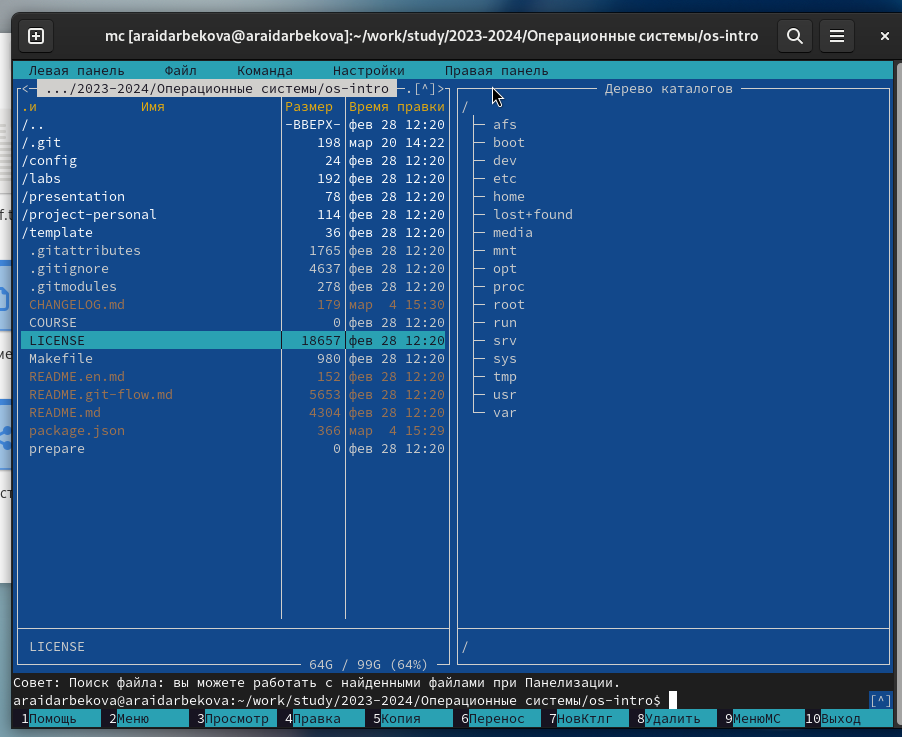 mc [araidarbekova@araidarbekova]:~/work/study/2023-2024/Операционные системы/os-intro
Левая панель Файл Команда Настройки Правая панель
<─ .../2023-2024/Операционные системы/os-intro ─.[^]>
.и Имя Размер Время правки
/.. -ВВЕРХ- фев 28 12:20
/.git 198 мар 20 14:22
/config 24 фев 28 12:20
/labs 192 фев 28 12:20
/presentation 78 фев 28 12:20
/project-personal 114 фев 28 12:20
/template 36 фев 28 12:20
.gitattributes 1765 фев 28 12:20
.gitignore 4637 фев 28 12:20
.gitmodules 278 фев 28 12:20
CHANGELOG.md 179 мар 4 15:30
COURSE 0 фев 28 12:20
LICENSE 18657 фев 28 12:20
Makefile 980 фев 28 12:20
README.en.md 152 фев 28 12:20
README.git-flow.md 5653 фев 28 12:20
README.md 4304 фев 28 12:20
package.json 366 мар 4 15:29
prepare 0 фев 28 12:20
LICENSE
64G / 99G (64%)
Дерево каталогов
/
afs
boot
dev
etc
home
lost+found
media
mnt
opt
proc
root
run
srv
sys
tmp
usr
var
/
Совет: Поиск файла: вы можете работать с найденными файлами при Панелизации.
araidarbekova@araidarbekova:~/work/study/2023-2024/Операционные системы/os-intro$ [^]
1Помощь 2Меню 3Просмотр 4Правка 5Копия 6Перенос 7НовКтлг 8Удалить 9МенюМС 10Выход